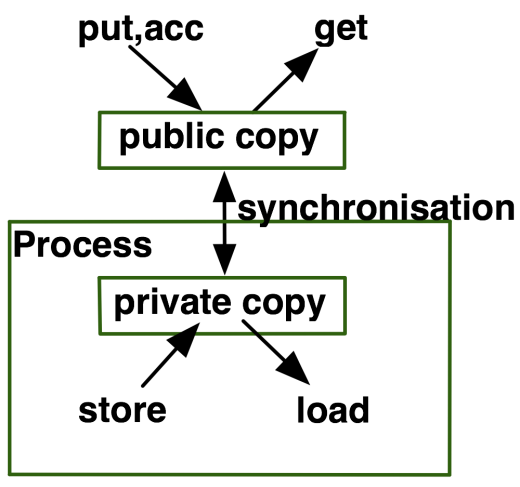 put,acc
get
public copy
synchronisation
Process
private copy
store
load